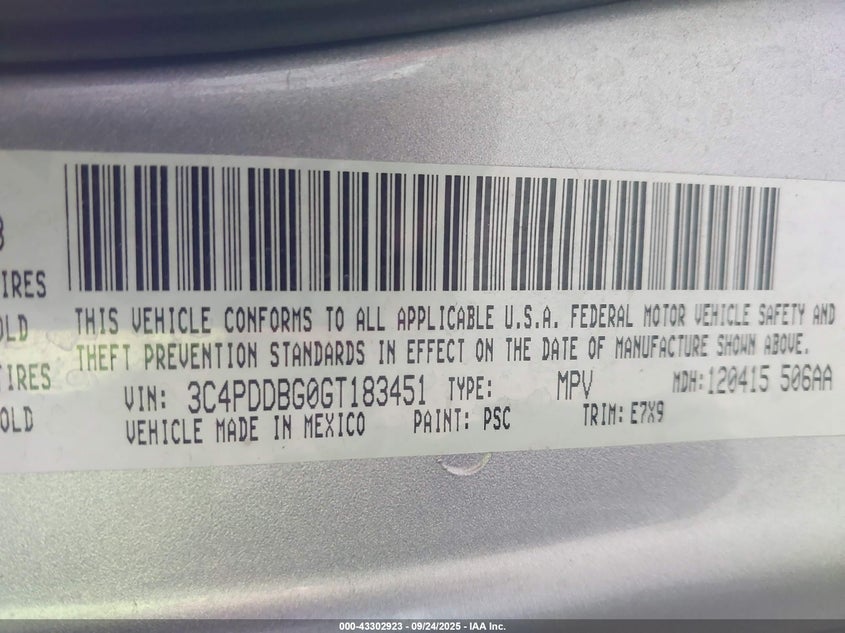 3
IRES
OLD
TIRES
OLD
THIS VEHICLE CONFORMS TO ALL APPLICABLE U.S.A. FEDERAL MOTOR VEHICLE SAFETY AND
THEFT PREVENTION STANDARDS IN EFFECT ON THE DATE OF MANUFACTURE SHOWN ABOVE.
VIN: 3C4PDDBG0GT183451 TYPE: MPV MDH:120415 506AA
VEHICLE MADE IN MEXICO PAINT: PSC TRIM: E7X9
000-43302923 - 09/24/2025 - IAA Inc.